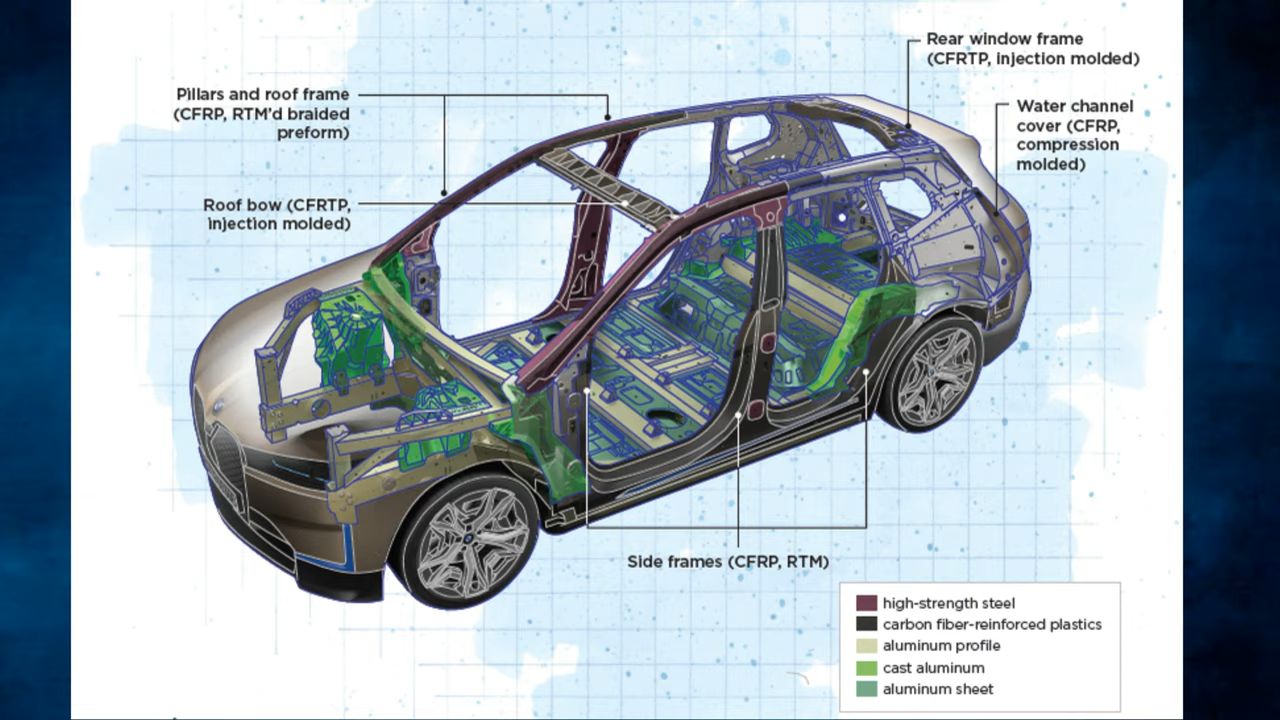 Rear window frame
(CFRTP, injection molded)
Pillars and roof frame
(CFRP, RTM'd braided
preform)
Water channel
cover (CFRP,
compression
molded)
Roof bow (CFRTP,
injection molded)
Side frames (CFRP, RTM)
high-strength steel
carbon fiber-reinforced plastics
aluminum profile
cast aluminum
aluminum sheet